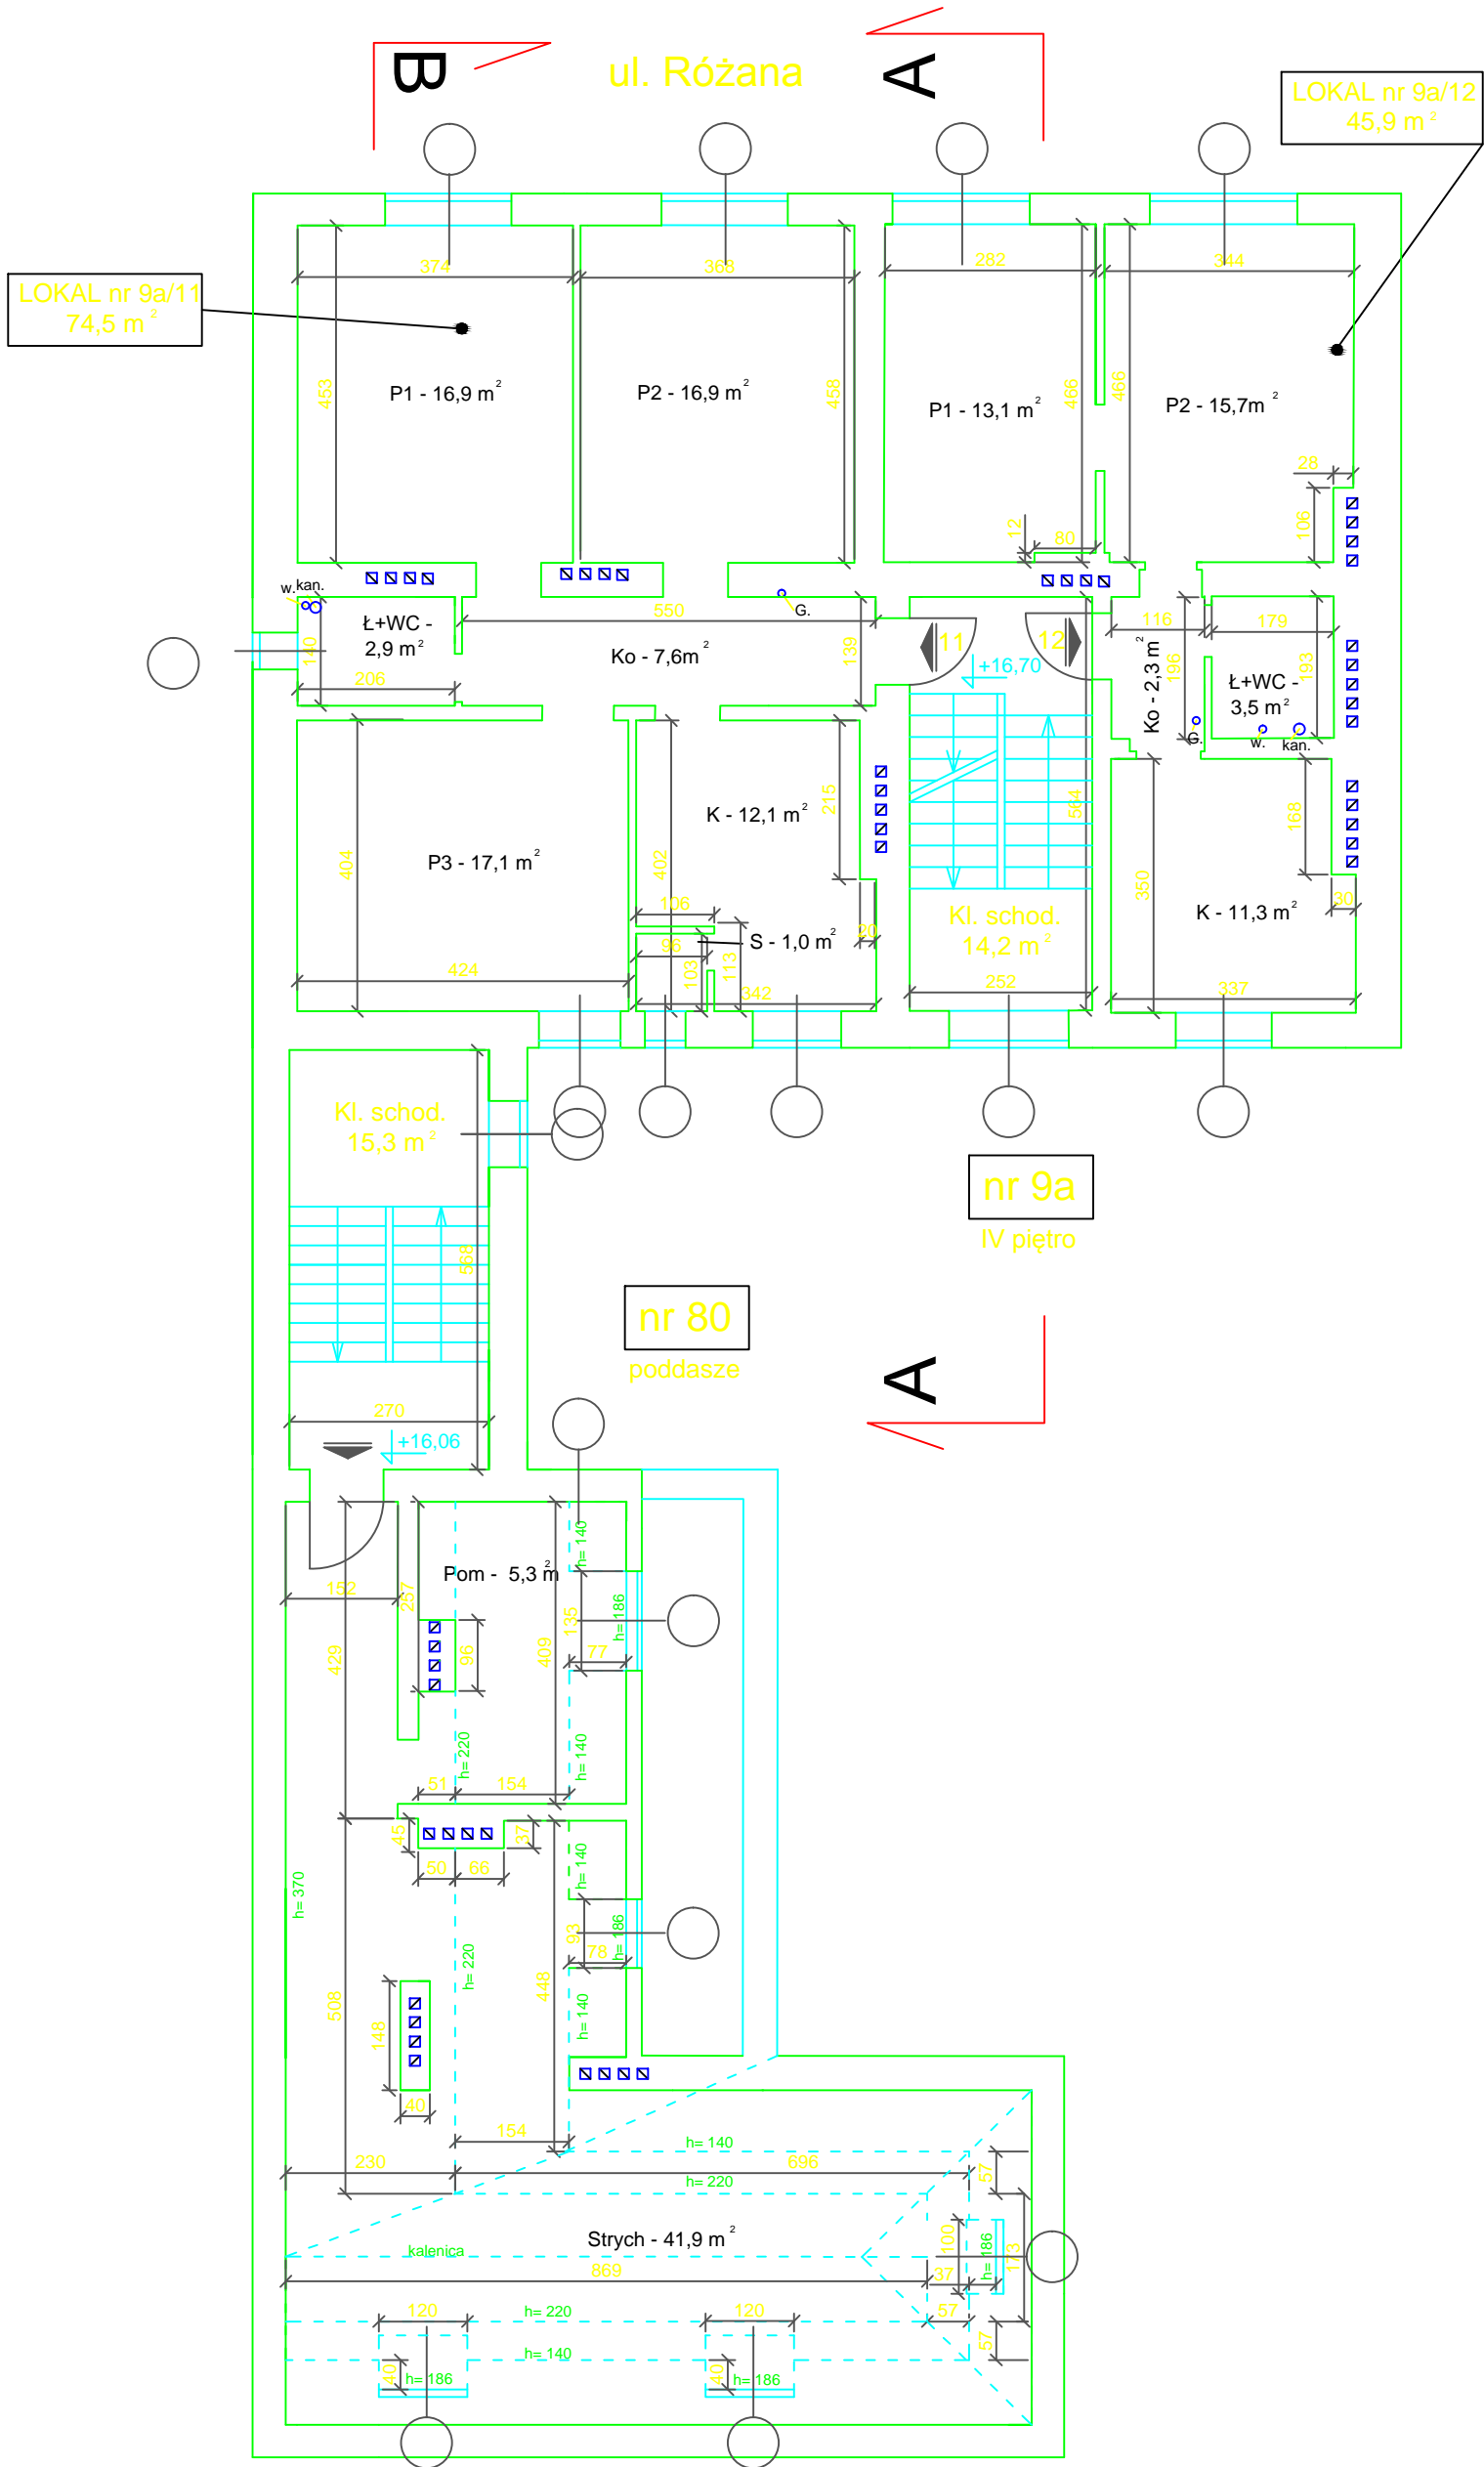 B
ul. Różana
A
LOKAL nr 9a/12
45,9 m²
LOKAL nr 9a/11
74,5 m²
374
368
282
344
453
P1 - 16,9 m²
P2 - 16,9 m²
458
P1 - 13,1 m²
466
466
P2 - 15,7m²
28
106
12
80
w.
kan.
140
Ł+WC -
2,9 m²
206
550
G.
Ko - 7,6m²
139
11
12
+16,70
116
196
Ko - 2,3 m²
179
193
Ł+WC -
3,5 m²
G.
w.
kan.
404
P3 - 17,1 m²
424
402
K - 12,1 m²
215
106
96
103
113
S - 1,0 m²
20
342
564
Kl. schod.
14,2 m²
252
168
350
K - 11,3 m²
30
337
Kl. schod.
15,3 m²
nr 9a
IV piętro
568
nr 80
poddasze
A
270
+16,06
152
257
Pom - 5,3 m²
h= 140
135
h= 186
77
429
96
409
h= 220
h= 140
51
154
45
37
50
66
h= 140
h= 370
93
h= 186
78
h= 220
448
508
h= 140
148
40
154
h= 140
230
696
57
h= 220
Strych - 41,9 m²
kalenica
100
h= 186
173
869
37
120
h= 220
120
57
57
h= 140
40
h= 186
40
h= 186